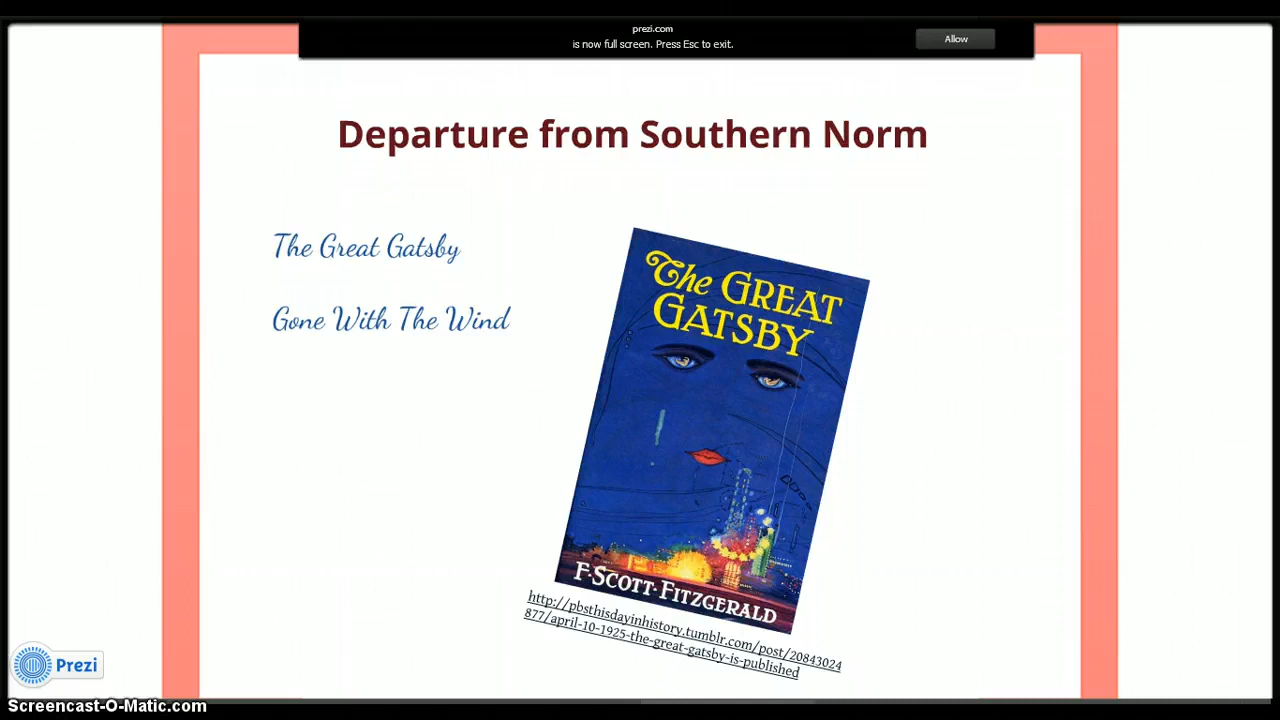 prezi.com
is now full screen. Press Esc to exit.
Allow
Departure from Southern Norm
The Great Gatsby
Gone With The Wind
The GREAT
GATSBY
F·SCOTT·FITZGERALD
http://pbsthisdayinhistory.tumblr.com/post/20843024
877/april-10-1925-the-great-gatsby-is-published
Prezi
Screencast-O-Matic.com